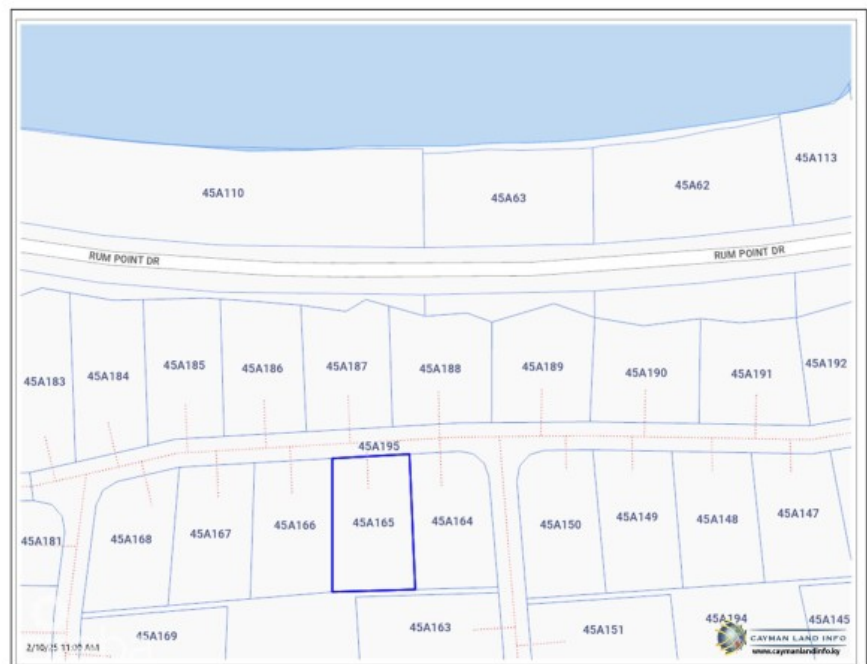 45A113
45A110
45A63
45A62
RUM POINT DR
RUM POINT DR
45A183
45A184
45A185
45A186
45A187
45A188
45A189
45A190
45A191
45A192
45A195
45A181
45A168
45A167
45A166
45A165
45A164
45A150
45A149
45A148
45A147
45A169
45A163
45A151
45A194
45A145
2/10/25 11:00 AM
CAYMAN LAND INFO
www.caymanlandinfo.ky